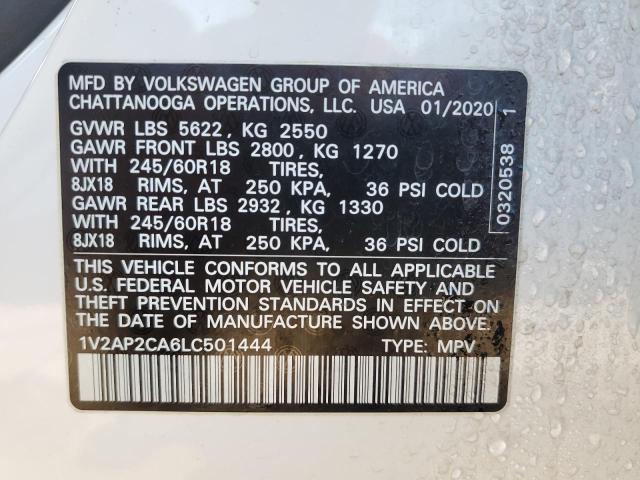 MFD BY VOLKSWAGEN GROUP OF AMERICA
CHATTANOOGA OPERATIONS, LLC. USA 01/2020
GVWR LBS 5622, KG 2550
GAWR FRONT LBS 2800, KG 1270
WITH 245/60R18 TIRES,
8JX18 RIMS, AT 250 KPA, 36 PSI COLD
GAWR REAR LBS 2932, KG 1330
WITH 245/60R18 TIRES,
8JX18 RIMS, AT 250 KPA, 36 PSI COLD
THIS VEHICLE CONFORMS TO ALL APPLICABLE
U.S. FEDERAL MOTOR VEHICLE SAFETY AND
THEFT PREVENTION STANDARDS IN EFFECT ON
THE DATE OF MANUFACTURE SHOWN ABOVE.
1V2AP2CA6LC501444 TYPE: MPV
0320538 1